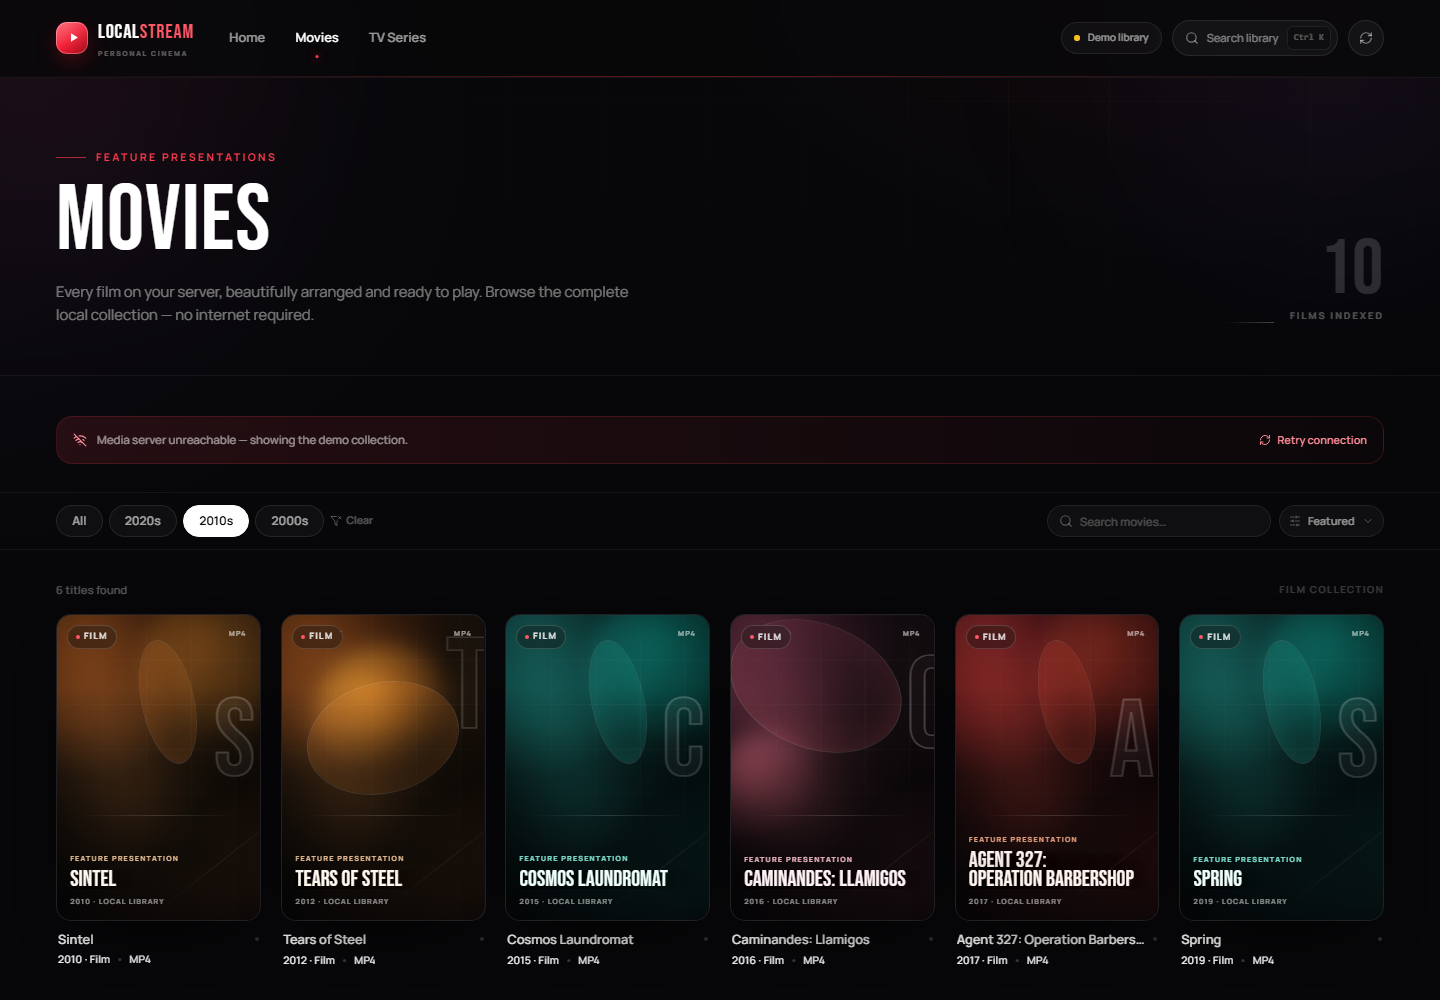 LOCALSTREAM
PERSONAL CINEMA
Home
Movies
TV Series
Demo library
Search library
Ctrl K
FEATURE PRESENTATIONS
MOVIES
Every film on your server, beautifully arranged and ready to play. Browse the complete
local collection — no internet required.
10
FILMS INDEXED
Media server unreachable — showing the demo collection.
Retry connection
All
2020s
2010s
2000s
Clear
Search movies...
Featured
6 titles found
FILM COLLECTION
FILM
MP4
S
FEATURE PRESENTATION
SINTEL
2010 · LOCAL LIBRARY
Sintel
2010 · Film • MP4
FILM
MP4
T
FEATURE PRESENTATION
TEARS OF STEEL
2012 · LOCAL LIBRARY
Tears of Steel
2012 · Film • MP4
FILM
MP4
C
FEATURE PRESENTATION
COSMOS LAUNDROMAT
2015 · LOCAL LIBRARY
Cosmos Laundromat
2015 · Film • MP4
FILM
MP4
C
FEATURE PRESENTATION
CAMINANDES: LLAMIGOS
2016 · LOCAL LIBRARY
Caminandes: Llamigos
2016 · Film • MP4
FILM
MP4
A
FEATURE PRESENTATION
AGENT 327:
OPERATION BARBERSHOP
2017 · LOCAL LIBRARY
Agent 327: Operation Barbers...
2017 · Film • MP4
FILM
MP4
S
FEATURE PRESENTATION
SPRING
2019 · LOCAL LIBRARY
Spring
2019 · Film • MP4